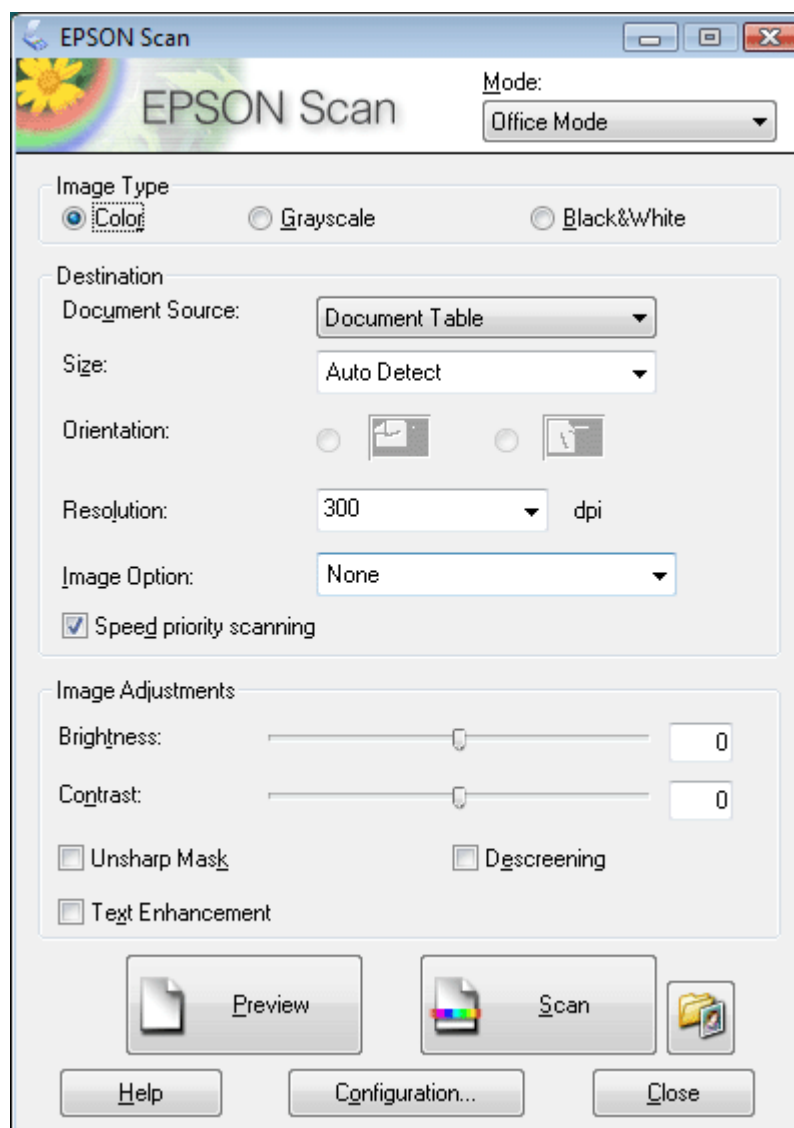 EPSON Scan
EPSON Scan
Mode:
Office Mode
Image Type
Color
Grayscale
Black&White
Destination
Document Source:
Document Table
Size:
Auto Detect
Orientation:
Resolution:
300
dpi
Image Option:
None
Speed priority scanning
Image Adjustments
Brightness:
0
Contrast:
0
Unsharp Mask
Descreening
Text Enhancement
Preview
Scan
Help
Configuration...
Close